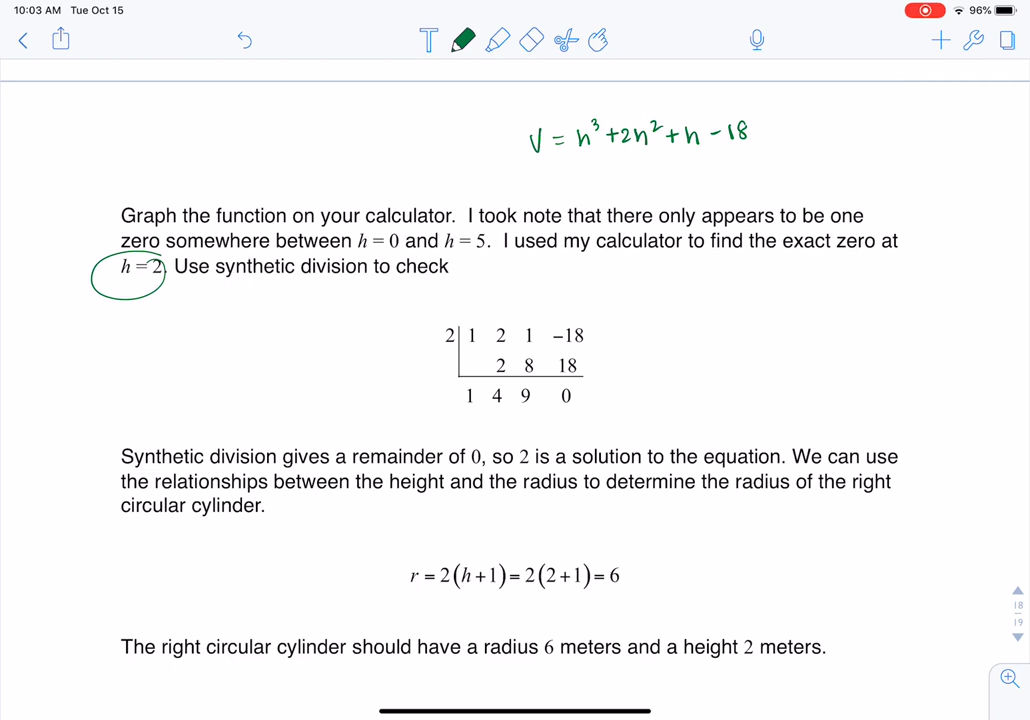 10:03 AM Tue Oct 15
96%
T
V = h³ + 2h² + h - 18
Graph the function on your calculator. I took note that there only appears to be one
zero somewhere between h = 0 and h = 5. I used my calculator to find the exact zero at
h = 2. Use synthetic division to check
2 1 2 1 −18
2 8 18
1 4 9 0
Synthetic division gives a remainder of 0, so 2 is a solution to the equation. We can use
the relationships between the height and the radius to determine the radius of the right
circular cylinder.
r = 2(h+1) = 2(2+1) = 6
The right circular cylinder should have a radius 6 meters and a height 2 meters.
18
19